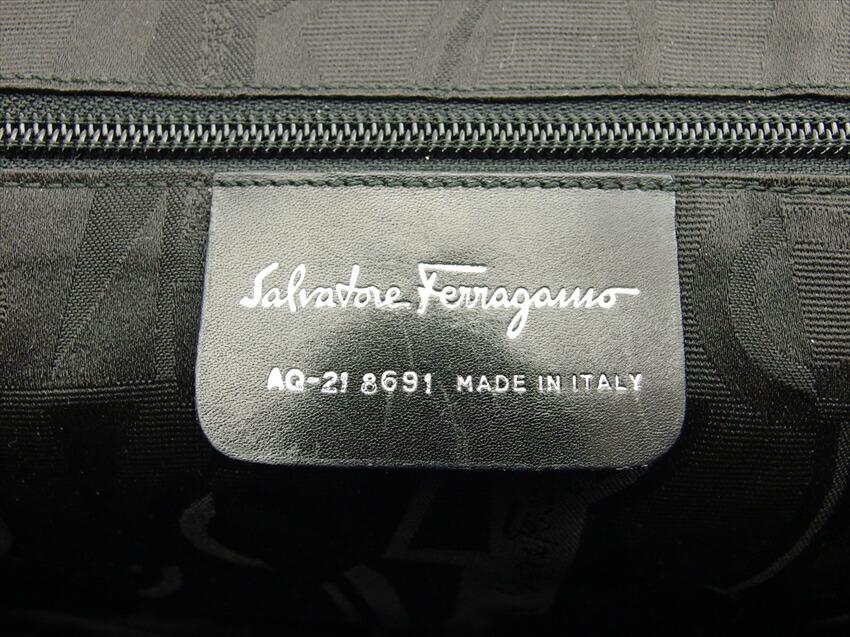 Salvatore Ferragamo
AQ-21 8691 MADE IN ITALY